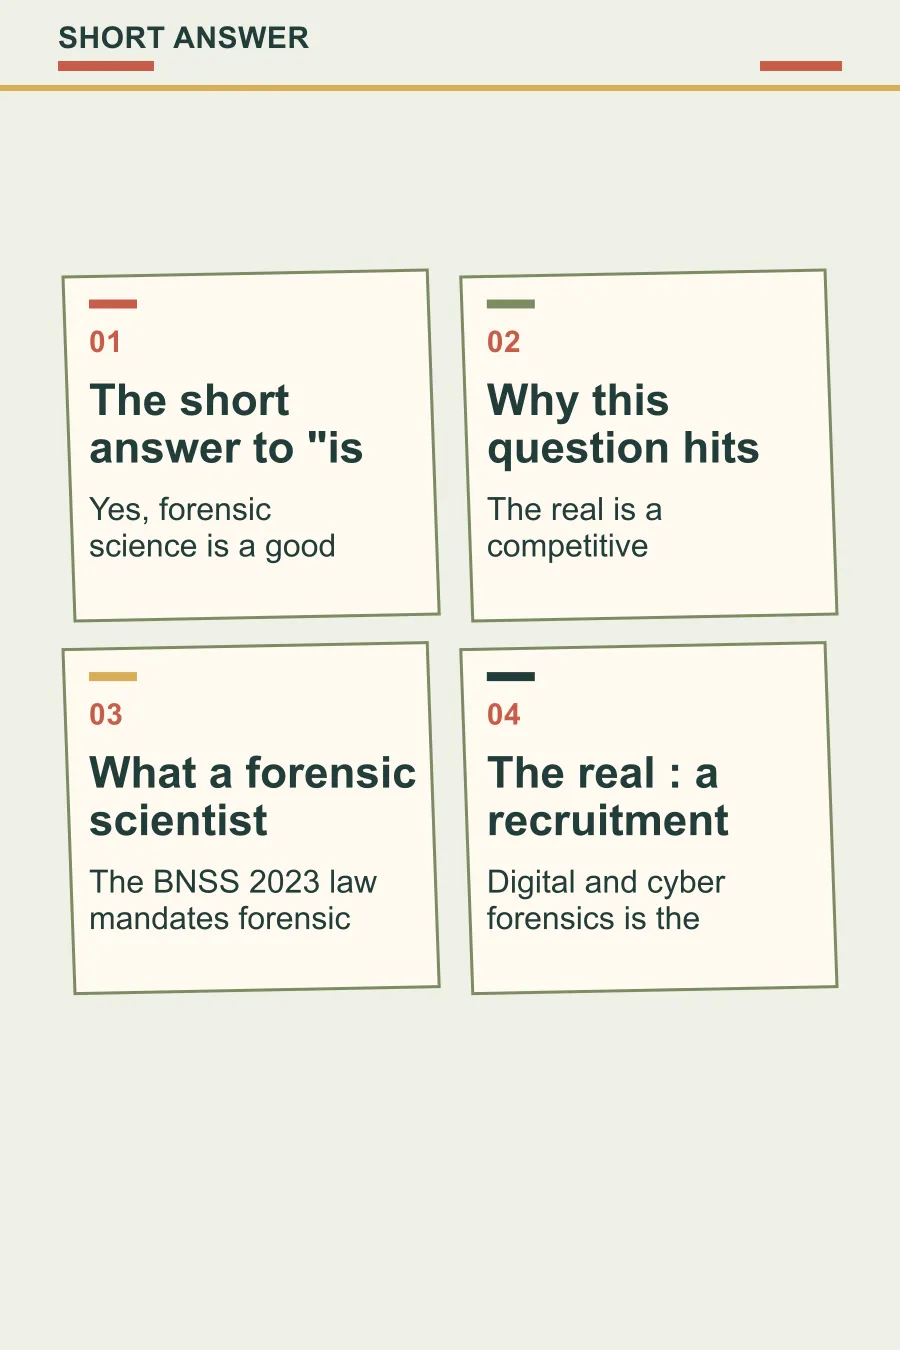 SHORT ANSWER
01
The short
answer to "is
Yes, forensic
science is a good
02
Why this
question hits
The real is a
competitive
03
What a forensic
scientist
The BNSS 2023 law
mandates forensic
04
The real : a
recruitment
Digital and cyber
forensics is the